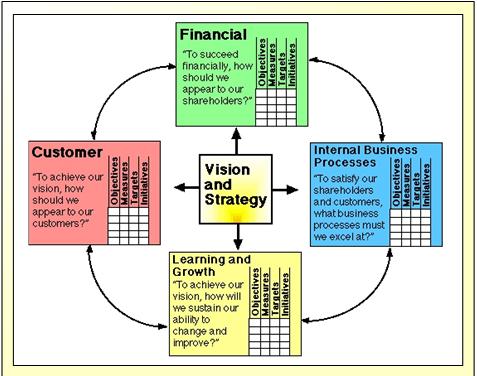 Financial
“To succeed
financially, how
should we
appear to our
shareholders?”
Objectives
Measures
Targets
Initiatives
Customer
“To achieve our
vision, how
should we
appear to our
customers?”
Objectives
Measures
Targets
Initiatives
Vision
and
Strategy
Internal Business
Processes
“To satisfy our
shareholders
and customers,
what business
processes must
we excel at?”
Objectives
Measures
Targets
Initiatives
Learning and
Growth
“To achieve our
vision, how will
we sustain our
ability to
change and
improve?”
Objectives
Measures
Targets
Initiatives